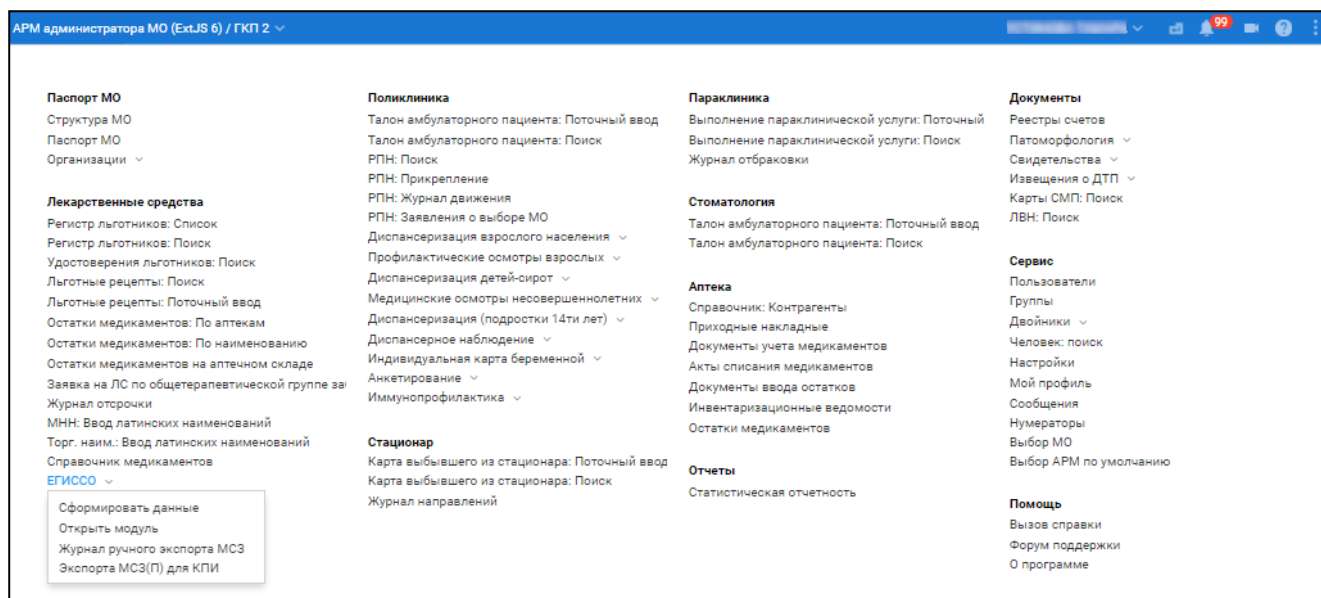 АРМ администратора МО (ExtJS 6) / ГКП 2
99
Паспорт МО
Структура МО
Паспорт МО
Организации
Лекарственные средства
Регистр льготников: Список
Регистр льготников: Поиск
Удостоверения льготников: Поиск
Льготные рецепты: Поиск
Льготные рецепты: Поточный ввод
Остатки медикаментов: По аптекам
Остатки медикаментов: По наименованию
Остатки медикаментов на аптечном складе
Заявка на ЛС по общетерапевтической группе за
Журнал отсрочки
МНН: Ввод латинских наименований
Торг. наим.: Ввод латинских наименований
Справочник медикаментов
ЕГИССО
Сформировать данные
Открыть модуль
Журнал ручного экспорта МСЗ
Экспорта МСЗ(П) для КПИ
Поликлиника
Талон амбулаторного пациента: Поточный ввод
Талон амбулаторного пациента: Поиск
РПН: Поиск
РПН: Прикрепление
РПН: Журнал движения
РПН: Заявления о выборе МО
Диспансеризация взрослого населения
Профилактические осмотры взрослых
Диспансеризация детей-сирот
Медицинские осмотры несовершеннолетних
Диспансеризация (подростки 14ти лет)
Диспансерное наблюдение
Индивидуальная карта беременной
Анкетирование
Иммунопрофилактика
Стационар
Карта выбывшего из стационара: Поточный ввод
Карта выбывшего из стационара: Поиск
Журнал направлений
Параклиника
Выполнение параклинической услуги: Поточный
Выполнение параклинической услуги: Поиск
Журнал отбраковки
Стоматология
Талон амбулаторного пациента: Поточный ввод
Талон амбулаторного пациента: Поиск
Аптека
Справочник: Контрагенты
Приходные накладные
Документы учета медикаментов
Акты списания медикаментов
Документы ввода остатков
Инвентаризационные ведомости
Остатки медикаментов
Отчеты
Статистическая отчетность
Документы
Реестры счетов
Патоморфология
Свидетельства
Извещения о ДТП
Карты СМП: Поиск
ЛВН: Поиск
Сервис
Пользователи
Группы
Двойники
Человек: поиск
Настройки
Мой профиль
Сообщения
Нумераторы
Выбор МО
Выбор АРМ по умолчанию
Помощь
Вызов справки
Форум поддержки
О программе